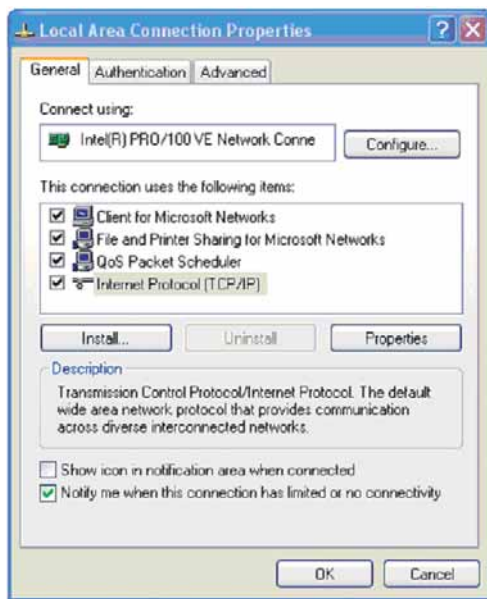 Local Area Connection Properties
General Authentication Advanced
Connect using:
Intel(R) PRO/100 VE Network Conne
Configure...
This connection uses the following items:
Client for Microsoft Networks
File and Printer Sharing for Microsoft Networks
QoS Packet Scheduler
Internet Protocol (TCP/IP)
Install... Uninstall Properties
Description
Transmission Control Protocol/Internet Protocol. The default
wide area network protocol that provides communication
across diverse interconnected networks.
Show icon in notification area when connected
Notify me when this connection has limited or no connectivity
OK Cancel